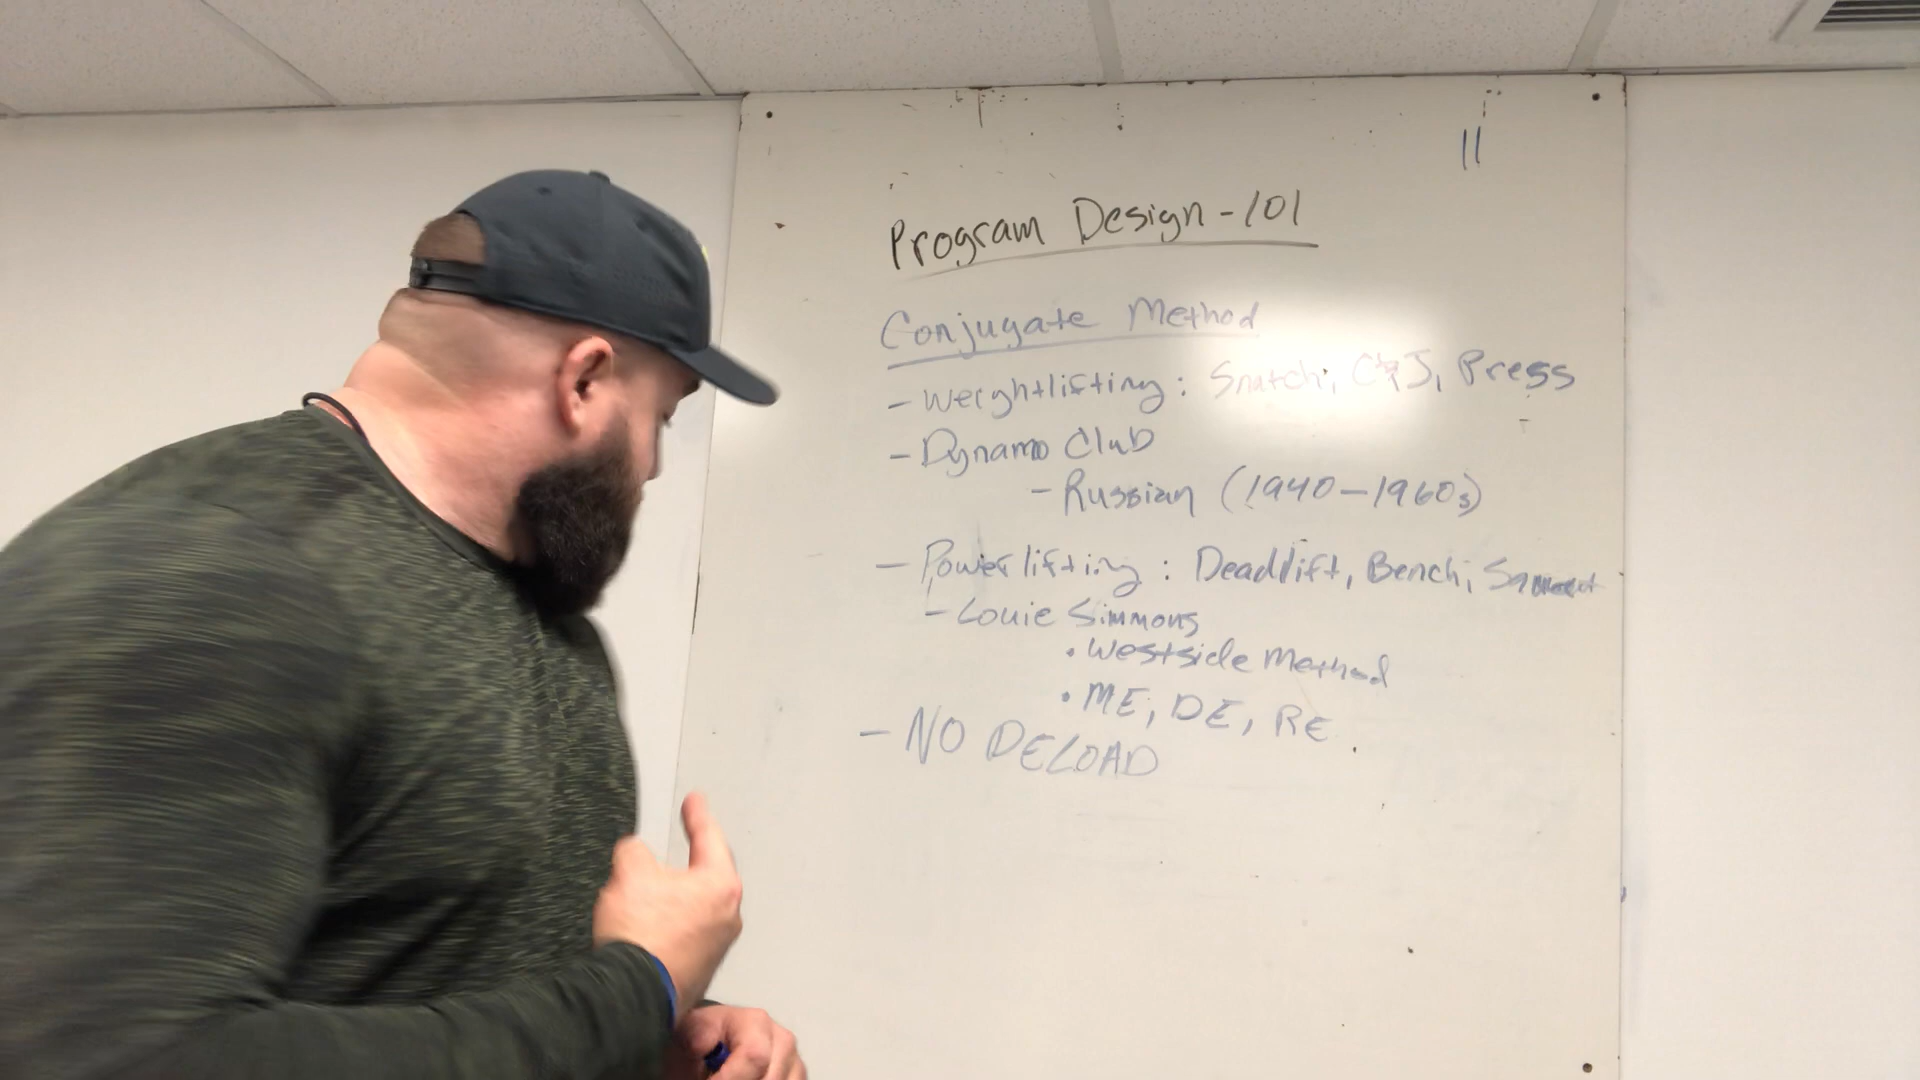 ||
Program Design - 101
Conjugate Method
- Weightlifting: Snatch, C&J, Press
- Dynamo Club
- Russian (1940-1960s)
- Powerlifting: Deadlift, Bench, Squat
- Louie Simmons
• Westside Method
• ME, DE, RE
- NO DELOAD